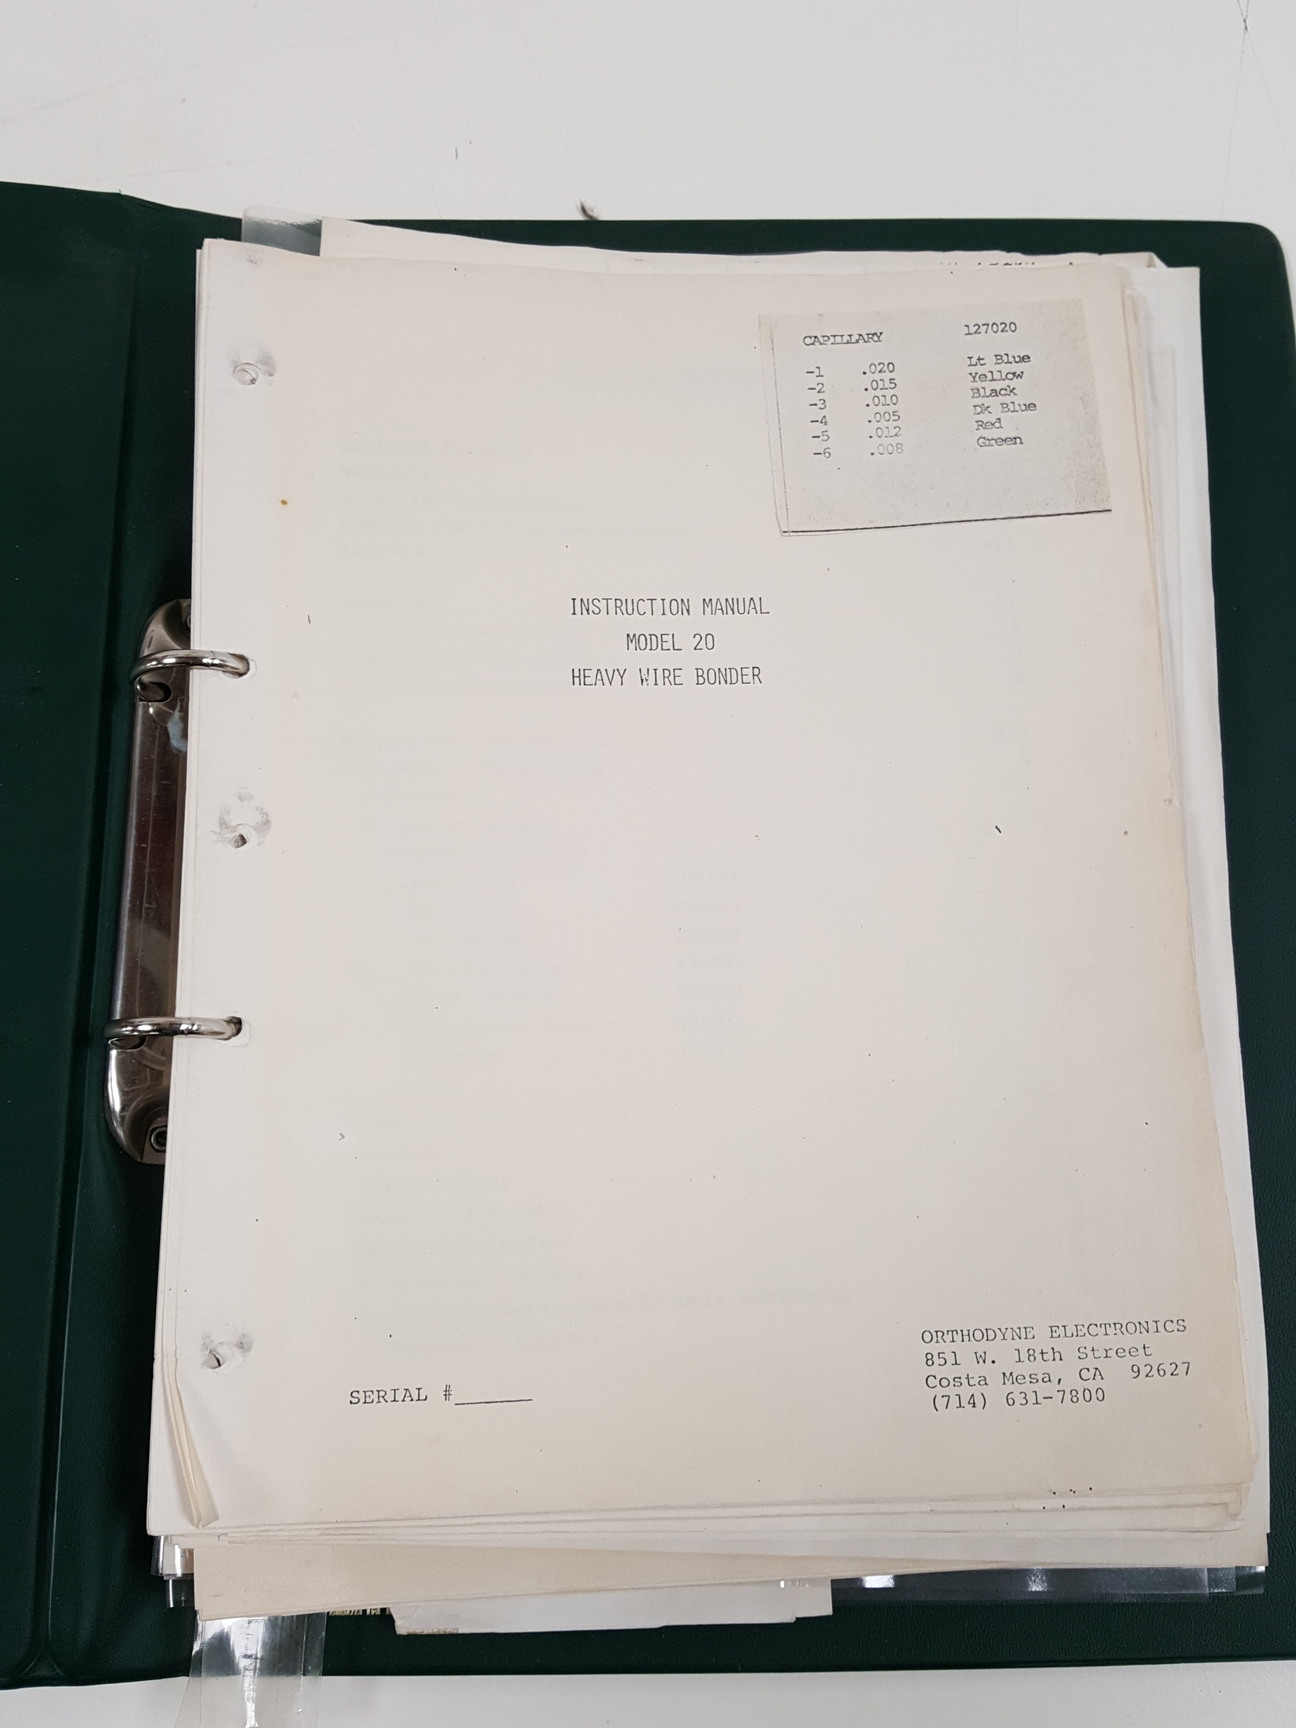 CAPILLARY 127020
-1 .020 Lt Blue
-2 .015 Yellow
-3 .010 Black
-4 .005 Dk Blue
-5 .012 Red
-6 .008 Green
INSTRUCTION MANUAL
MODEL 20
HEAVY WIRE BONDER
SERIAL #______
ORTHODYNE ELECTRONICS
851 W. 18th Street
Costa Mesa, CA 92627
(714) 631-7800